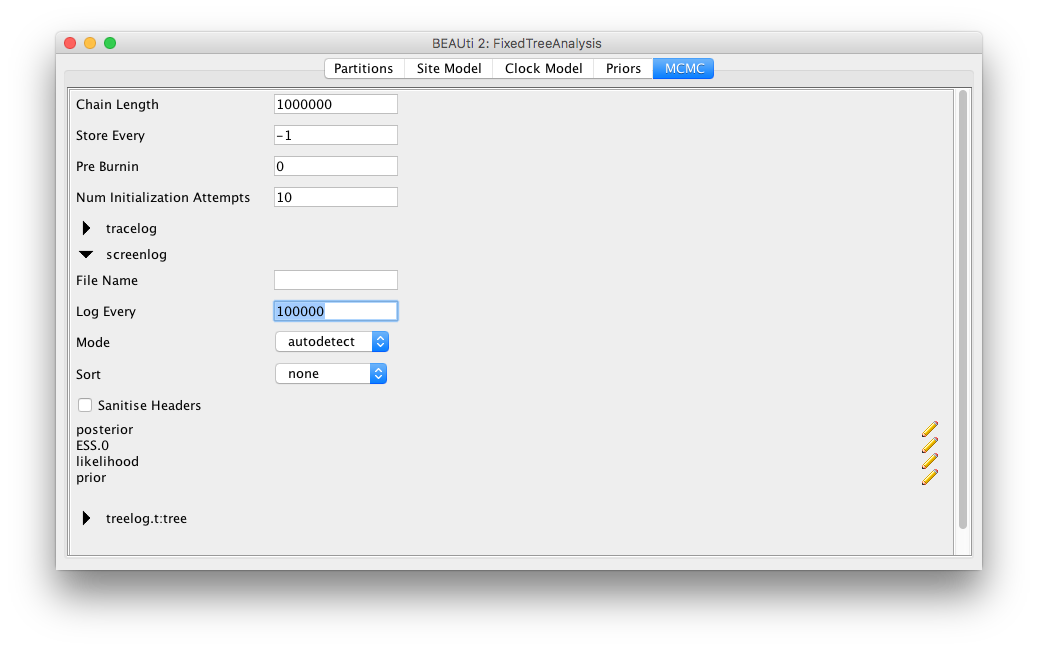 BEAUti 2: FixedTreeAnalysis
Partitions Site Model Clock Model Priors MCMC
Chain Length 1000000
Store Every -1
Pre Burnin 0
Num Initialization Attempts 10
tracelog
screenlog
File Name
Log Every 100000
Mode autodetect
Sort none
Sanitise Headers
posterior
ESS.0
likelihood
prior
treelog.t:tree